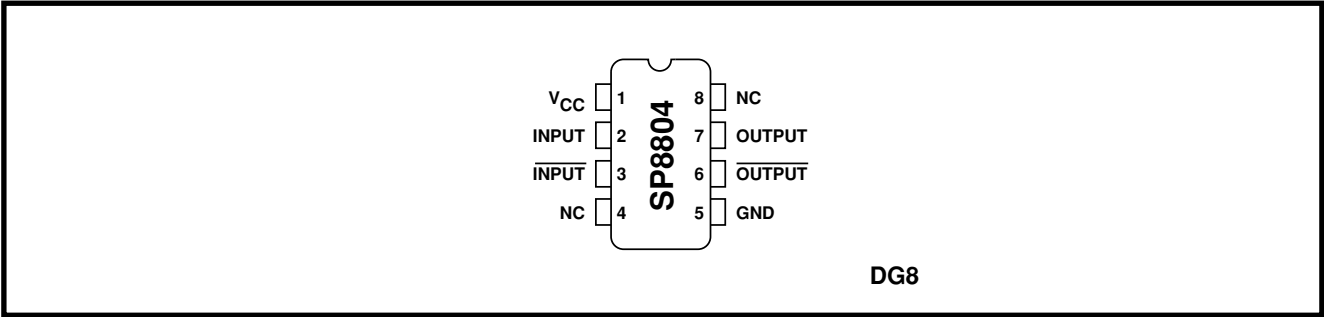 VCC 1 8 NC
INPUT 2 7 OUTPUT
INPUT 3 6 OUTPUT
NC 4 5 GND
SP8804
DG8